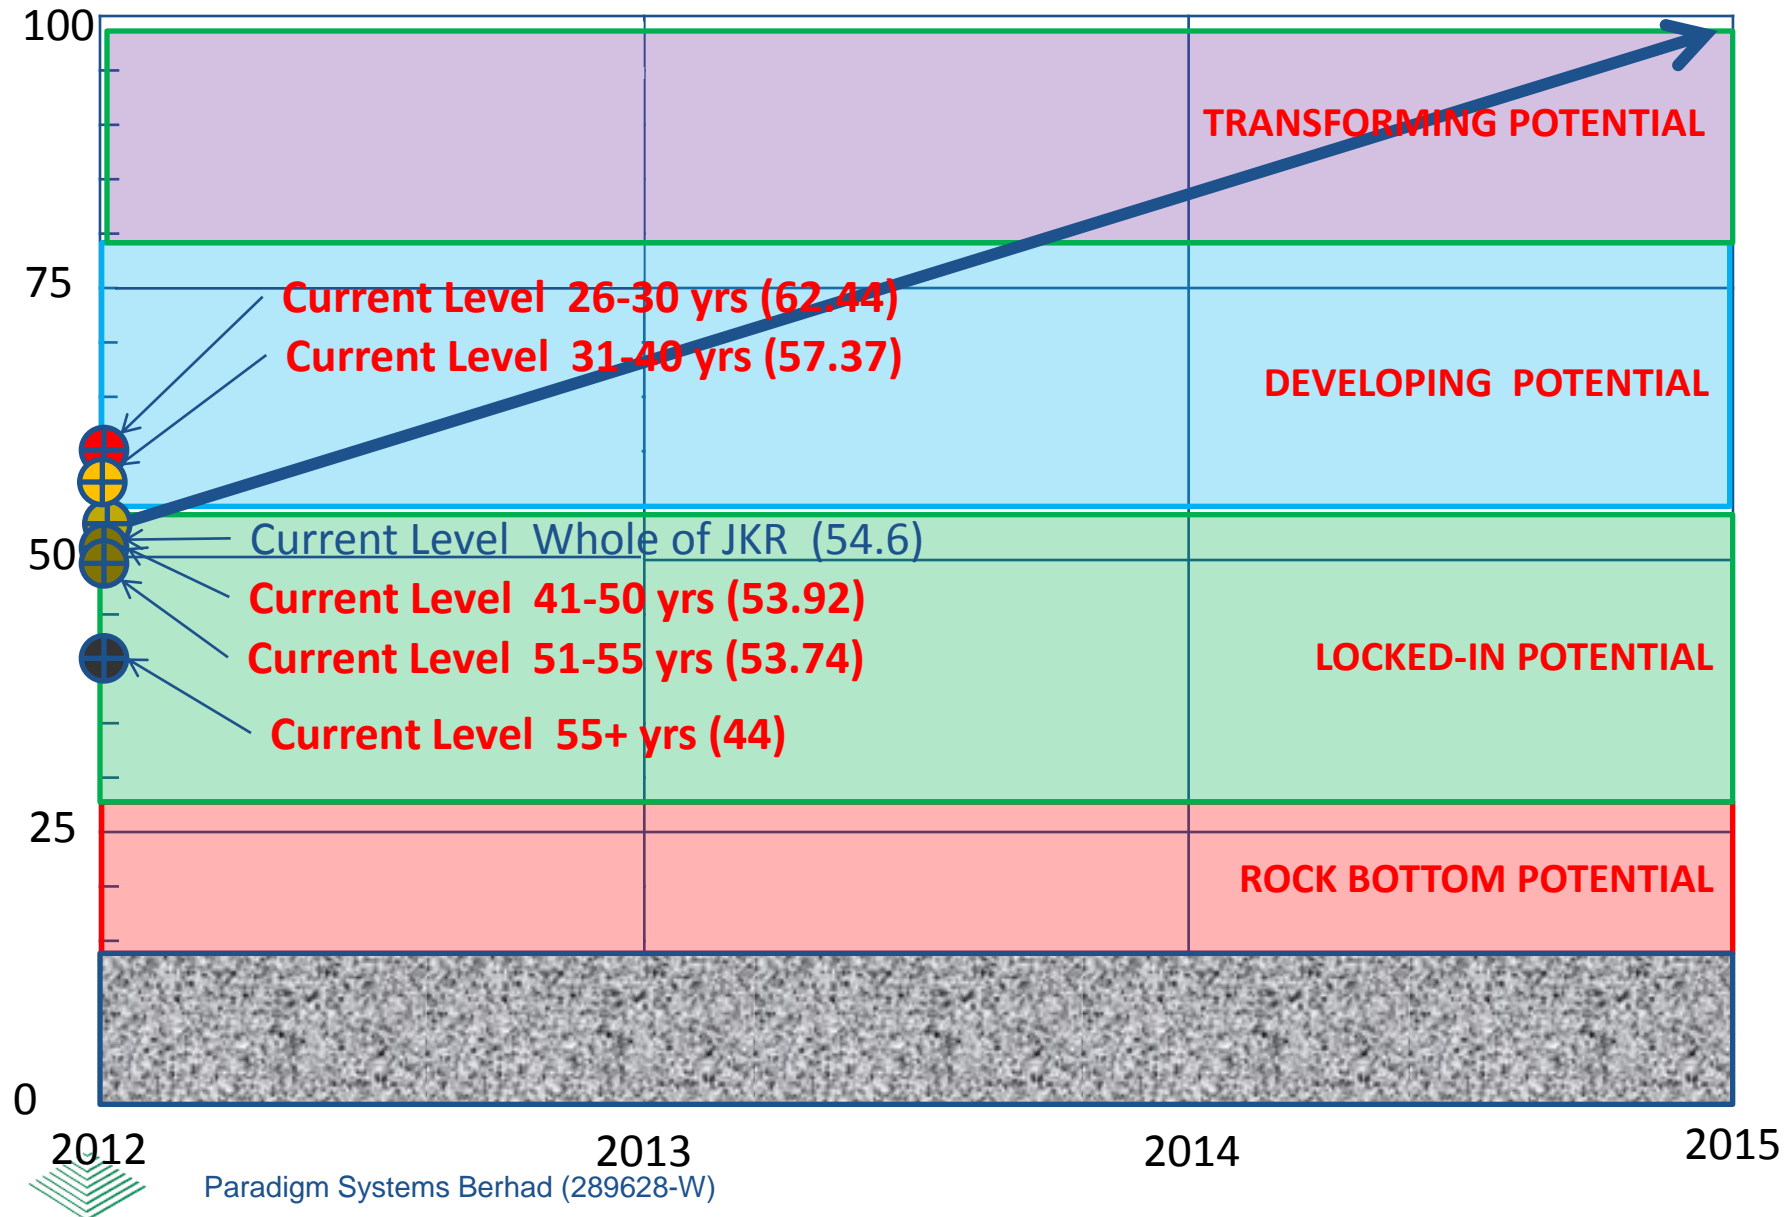 100
TRANSFORMING POTENTIAL
75
Current Level  26-30 yrs (62.44)
Current Level  31-40 yrs (57.37)
DEVELOPING  POTENTIAL
Current Level  Whole of JKR  (54.6)
50
Current Level  41-50 yrs (53.92)
Current Level  51-55 yrs (53.74)
LOCKED-IN POTENTIAL
Current Level  55+ yrs (44)
25
ROCK BOTTOM POTENTIAL
0
2012
2013
2014
2015
Paradigm Systems Berhad (289628-W)